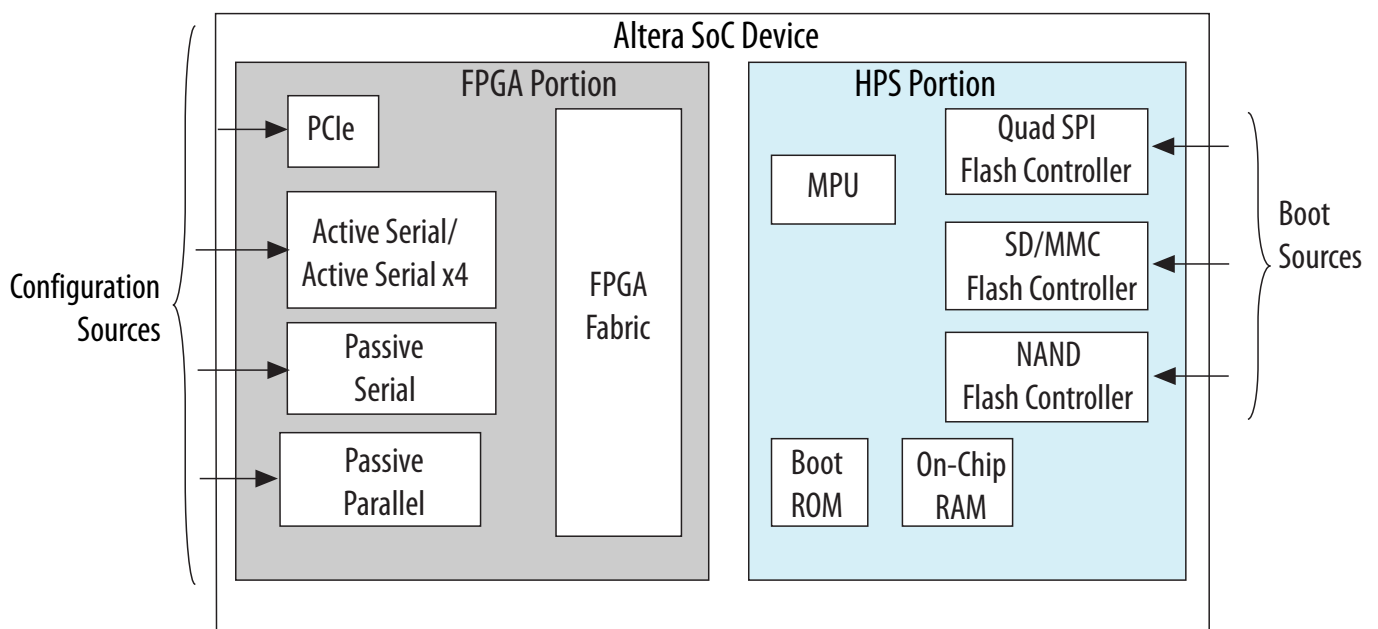 Altera SoC Device
FPGA Portion
PCIe
Active Serial/
Active Serial x4
Passive
Serial
Passive
Parallel
FPGA
Fabric
Configuration
Sources
HPS Portion
MPU
Quad SPI
Flash Controller
SD/MMC
Flash Controller
NAND
Flash Controller
Boot
ROM
On-Chip
RAM
Boot
Sources